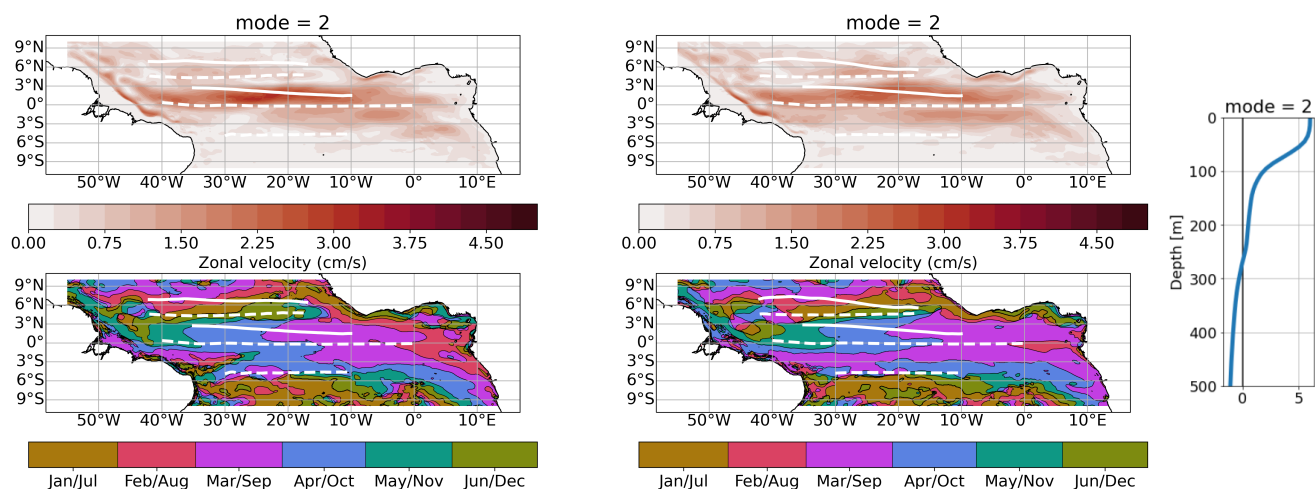 mode = 2
9°N
6°N
3°N
0°
3°S
6°S
9°S
50°W 40°W 30°W 20°W 10°W 0° 10°E
0.00 0.75 1.50 2.25 3.00 3.75 4.50
Zonal velocity (cm/s)
9°N
6°N
3°N
0°
3°S
6°S
9°S
50°W 40°W 30°W 20°W 10°W 0° 10°E
Jan/Jul Feb/Aug Mar/Sep Apr/Oct May/Nov Jun/Dec
mode = 2
9°N
6°N
3°N
0°
3°S
6°S
9°S
50°W 40°W 30°W 20°W 10°W 0° 10°E
0.00 0.75 1.50 2.25 3.00 3.75 4.50
Zonal velocity (cm/s)
9°N
6°N
3°N
0°
3°S
6°S
9°S
50°W 40°W 30°W 20°W 10°W 0° 10°E
Jan/Jul Feb/Aug Mar/Sep Apr/Oct May/Nov Jun/Dec
mode = 2
Depth [m]
0
100
200
300
400
500
0 5